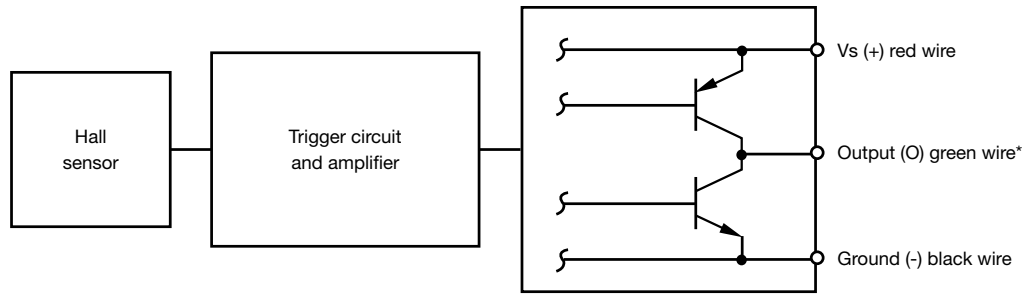 Hall
sensor
Trigger circuit
and amplifier
Vs (+) red wire
Output (O) green wire*
Ground (-) black wire